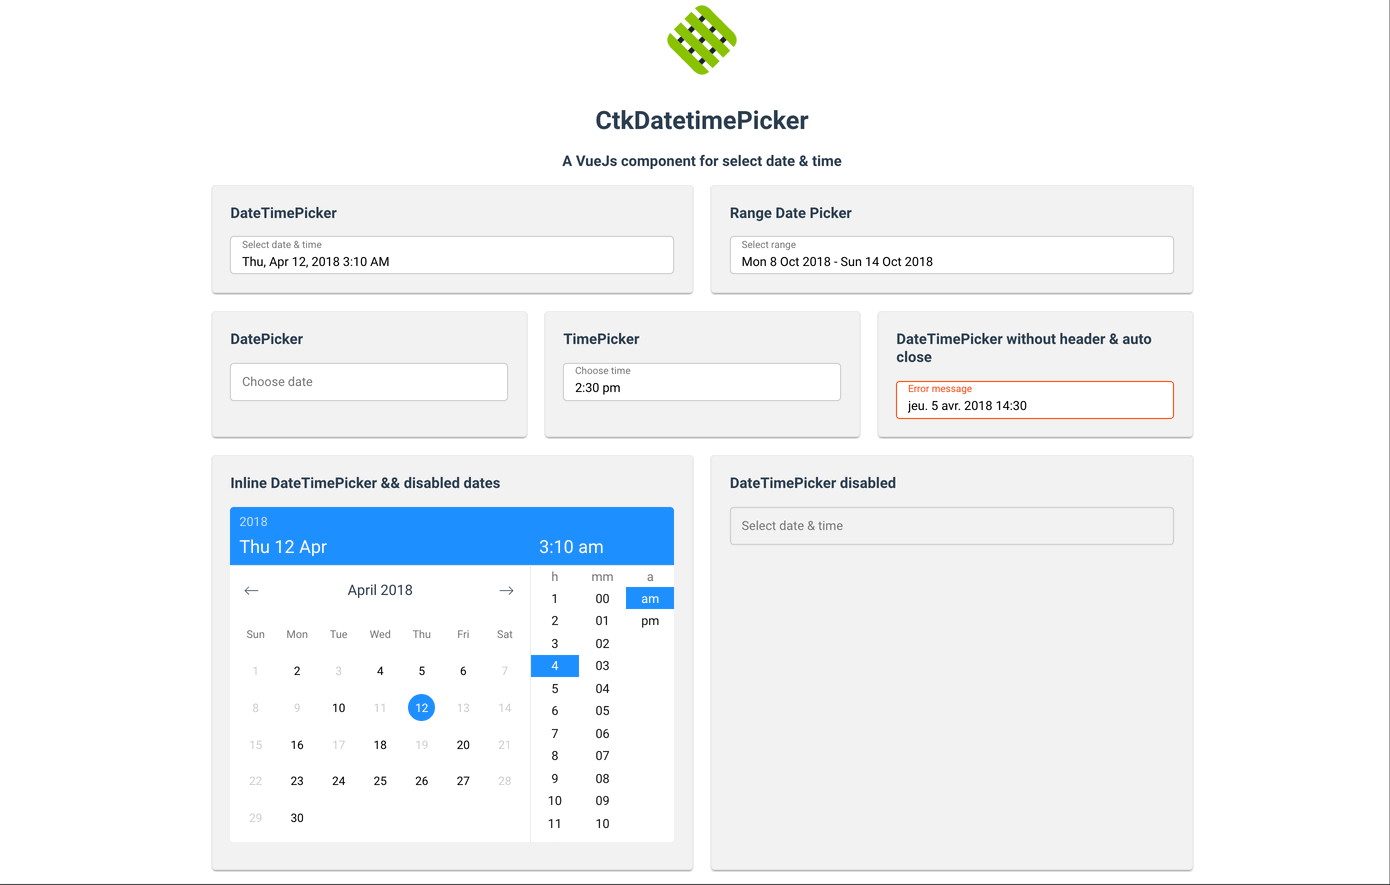 CtkDatetimePicker
A VueJs component for select date & time
DateTimePicker
Select date & time
Thu, Apr 12, 2018 3:10 AM
Range Date Picker
Select range
Mon 8 Oct 2018 - Sun 14 Oct 2018
DatePicker
Choose date
TimePicker
Choose time
2:30 pm
DateTimePicker without header & auto
close
Error message
jeu. 5 avr. 2018 14:30
Inline DateTimePicker && disabled dates
2018
Thu 12 Apr 3:10 am
April 2018
Sun Mon Tue Wed Thu Fri Sat
1 2 3 4 5 6 7
8 9 10 11 12 13 14
15 16 17 18 19 20 21
22 23 24 25 26 27 28
29 30
h mm a
1 00 am
2 01 pm
3 02
4 03
5 04
6 05
7 06
8 07
9 08
10 09
11 10
DateTimePicker disabled
Select date & time